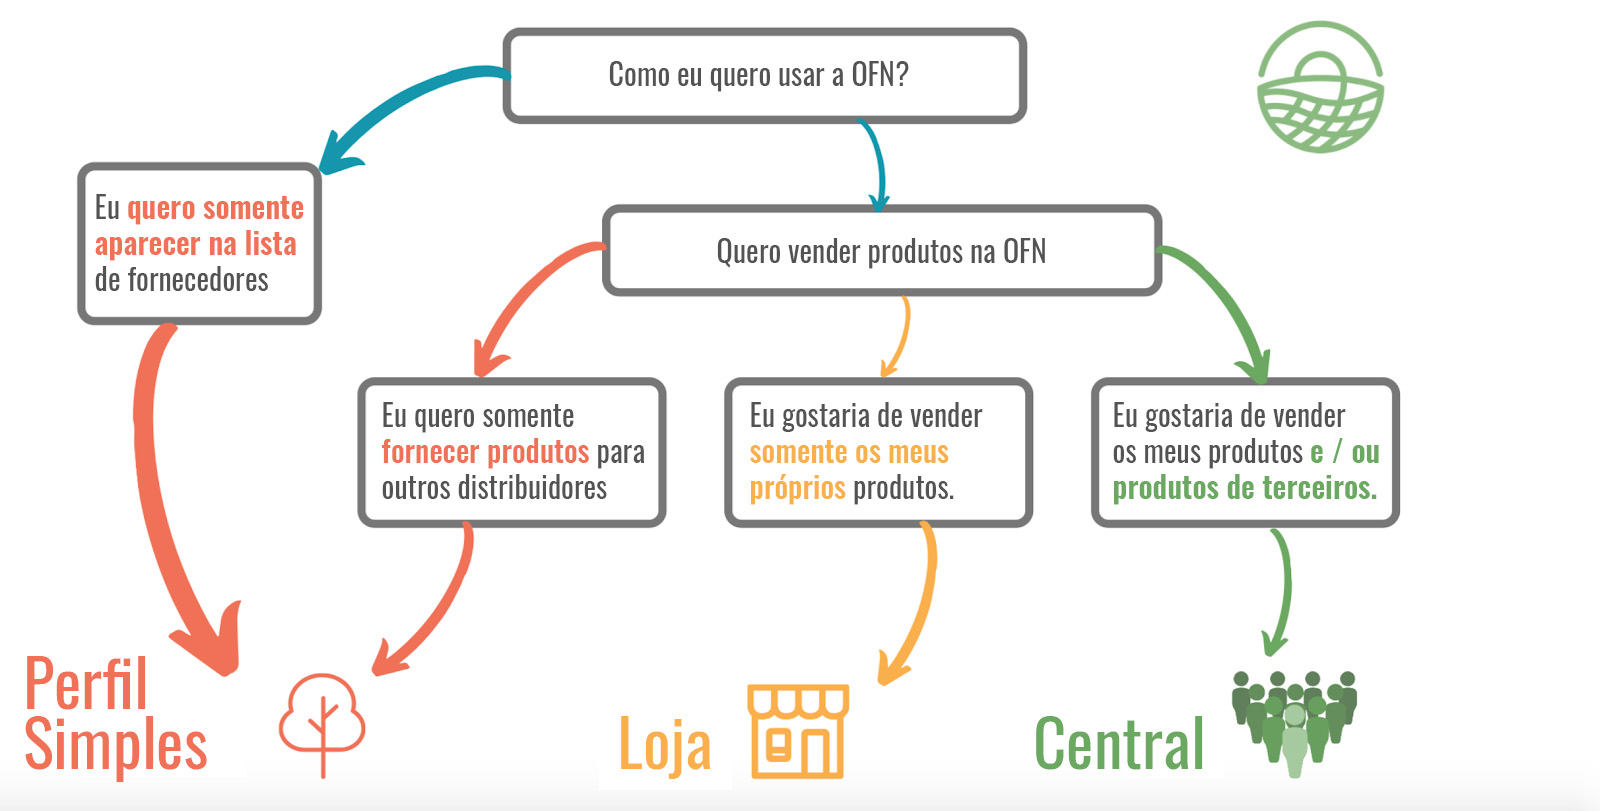 Como eu quero usar a OFN?
Eu quero somente
aparecer na lista
de fornecedores
Quero vender produtos na OFN
Eu quero somente
fornecer produtos para
outros distribuidores
Eu gostaria de vender
somente os meus
próprios produtos.
Eu gostaria de vender
os meus produtos e / ou
produtos de terceiros.
Perfil
Simples
Loja
Central